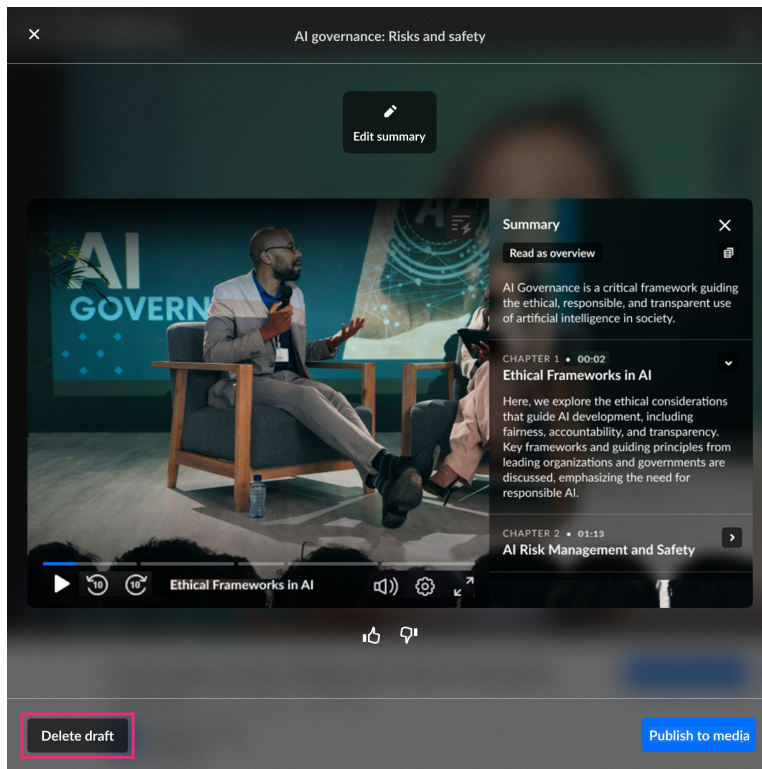 AI governance: Risks and safety
Edit summary
AI
GOVERN
AI
Summary
Read as overview
AI Governance is a critical framework guiding
the ethical, responsible, and transparent use
of artificial intelligence in society.
CHAPTER 1 • 00:02
Ethical Frameworks in AI
Here, we explore the ethical considerations
that guide AI development, including
fairness, accountability, and transparency.
Key frameworks and guiding principles from
leading organizations and governments are
discussed, emphasizing the need for
responsible AI.
CHAPTER 2 • 01:13
AI Risk Management and Safety
10
10
Ethical Frameworks in AI
Delete draft
Publish to media